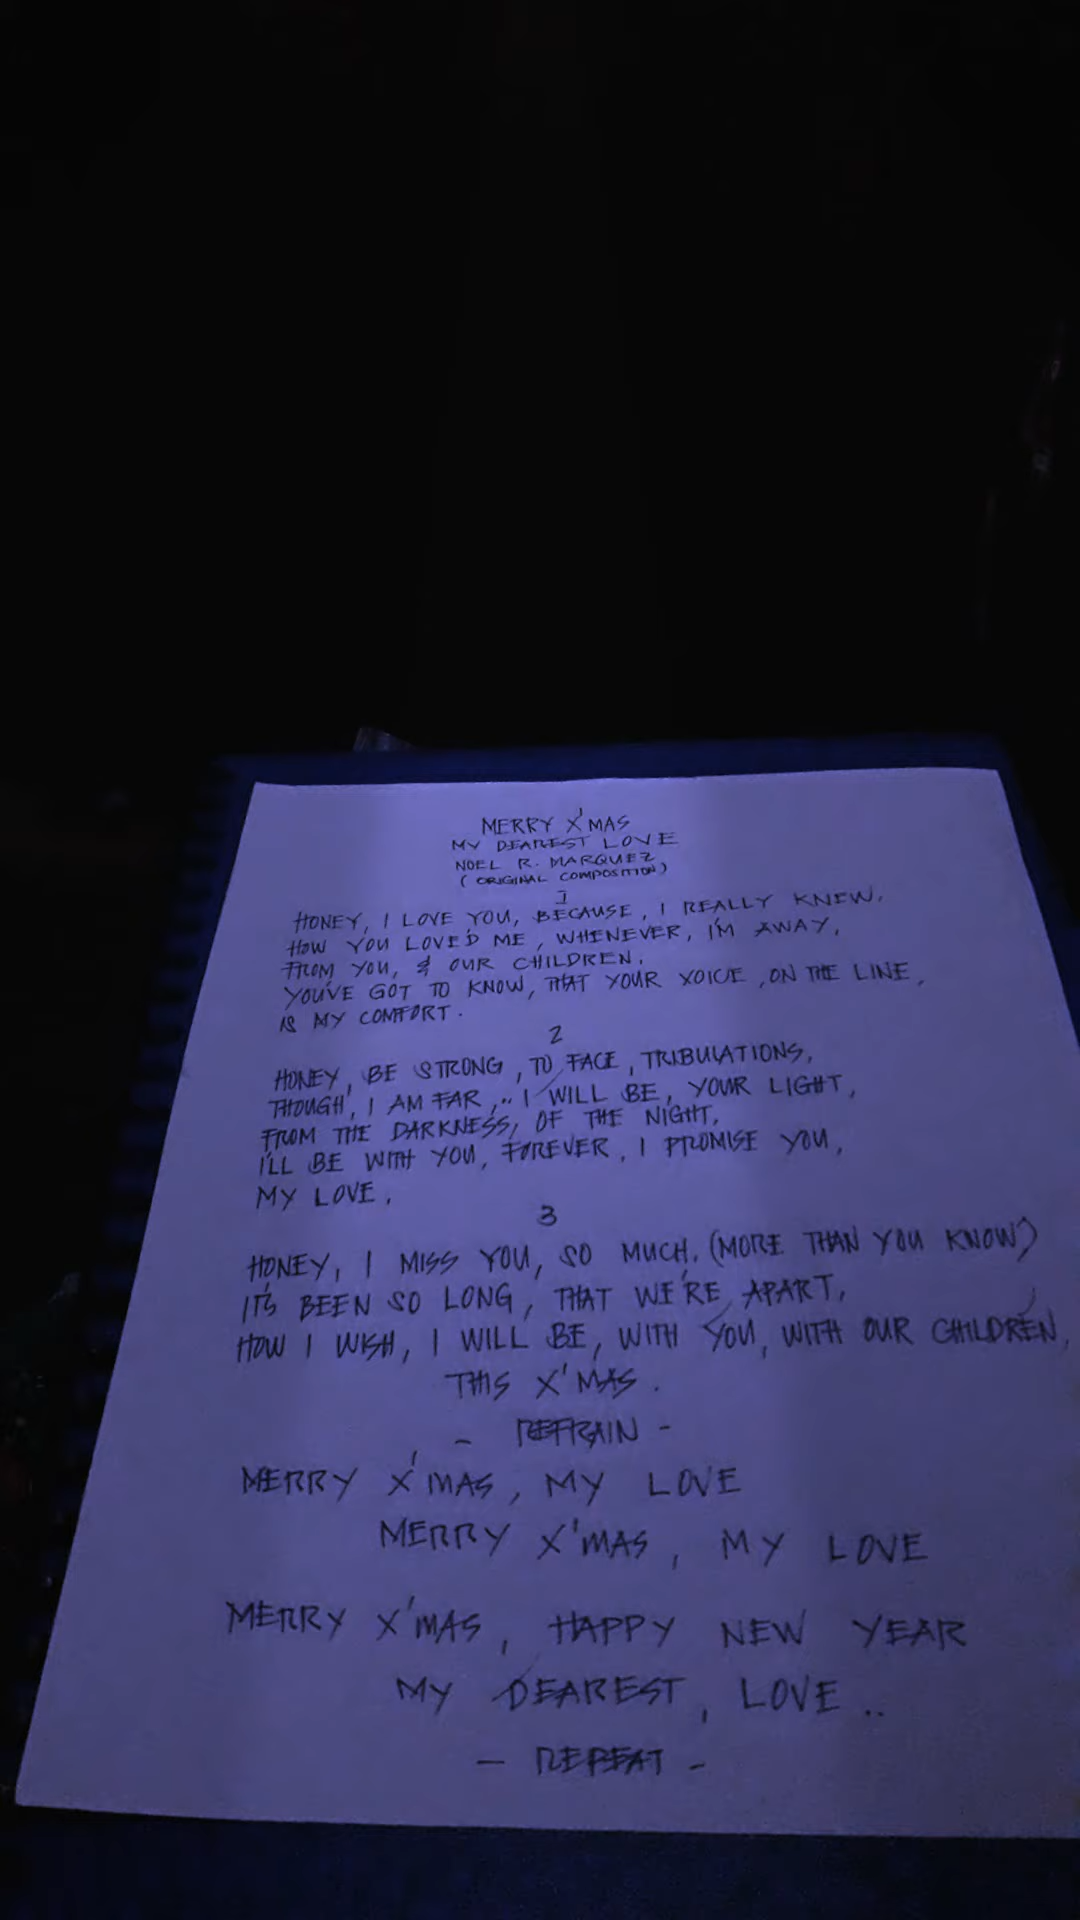 MERRY X'MAS
MY DEAREST LOVE
NOEL R. MARQUEZ
( ORIGINAL COMPOSITION)
1
HONEY, I LOVE YOU, BECAUSE, I REALLY KNEW,
HOW YOU LOVED ME, WHENEVER, I'M AWAY,
FROM YOU, & OUR CHILDREN,
YOU'VE GOT TO KNOW, THAT YOUR XOICE, ON THE LINE,
IS MY COMFORT.
2
HONEY, BE STRONG, TO FACE, TRIBULATIONS,
THOUGH, I AM FAR,.. I WILL BE, YOUR LIGHT,
FROM THE DARKNESS, OF THE NIGHT,
I'LL BE WITH YOU, FOREVER, I PROMISE YOU,
MY LOVE,
3
HONEY, I MISS YOU, SO MUCH. (MORE THAN YOU KNOW)
IT'S BEEN SO LONG, THAT WE'RE APART,
HOW I WISH, I WILL BE, WITH YOU, WITH OUR CHILDREN,
THIS X'MAS.
- REFRAIN -
MERRY X'MAS, MY LOVE
MERRY X'MAS, MY LOVE
MERRY X'MAS, HAPPY NEW YEAR
MY DEAREST, LOVE..
- REPEAT -